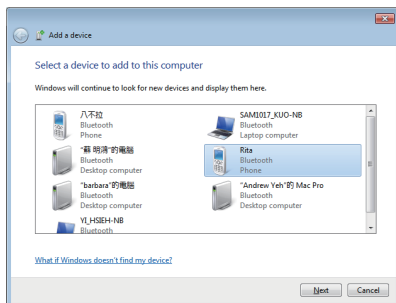 Add a device
Select a device to add to this computer
Windows will continue to look for new devices and display them here.
八不拉
Bluetooth
Phone
SAM1017_KUO-NB
Bluetooth
Laptop computer
"蘇 明鴻"的電腦
Bluetooth
Desktop computer
Rita
Bluetooth
Phone
"barbara"的電腦
Bluetooth
Desktop computer
"Andrew Yeh"的 Mac Pro
Bluetooth
Desktop computer
YI_HSIEH-NB
Bluetooth
What if Windows doesn't find my device?
Next
Cancel